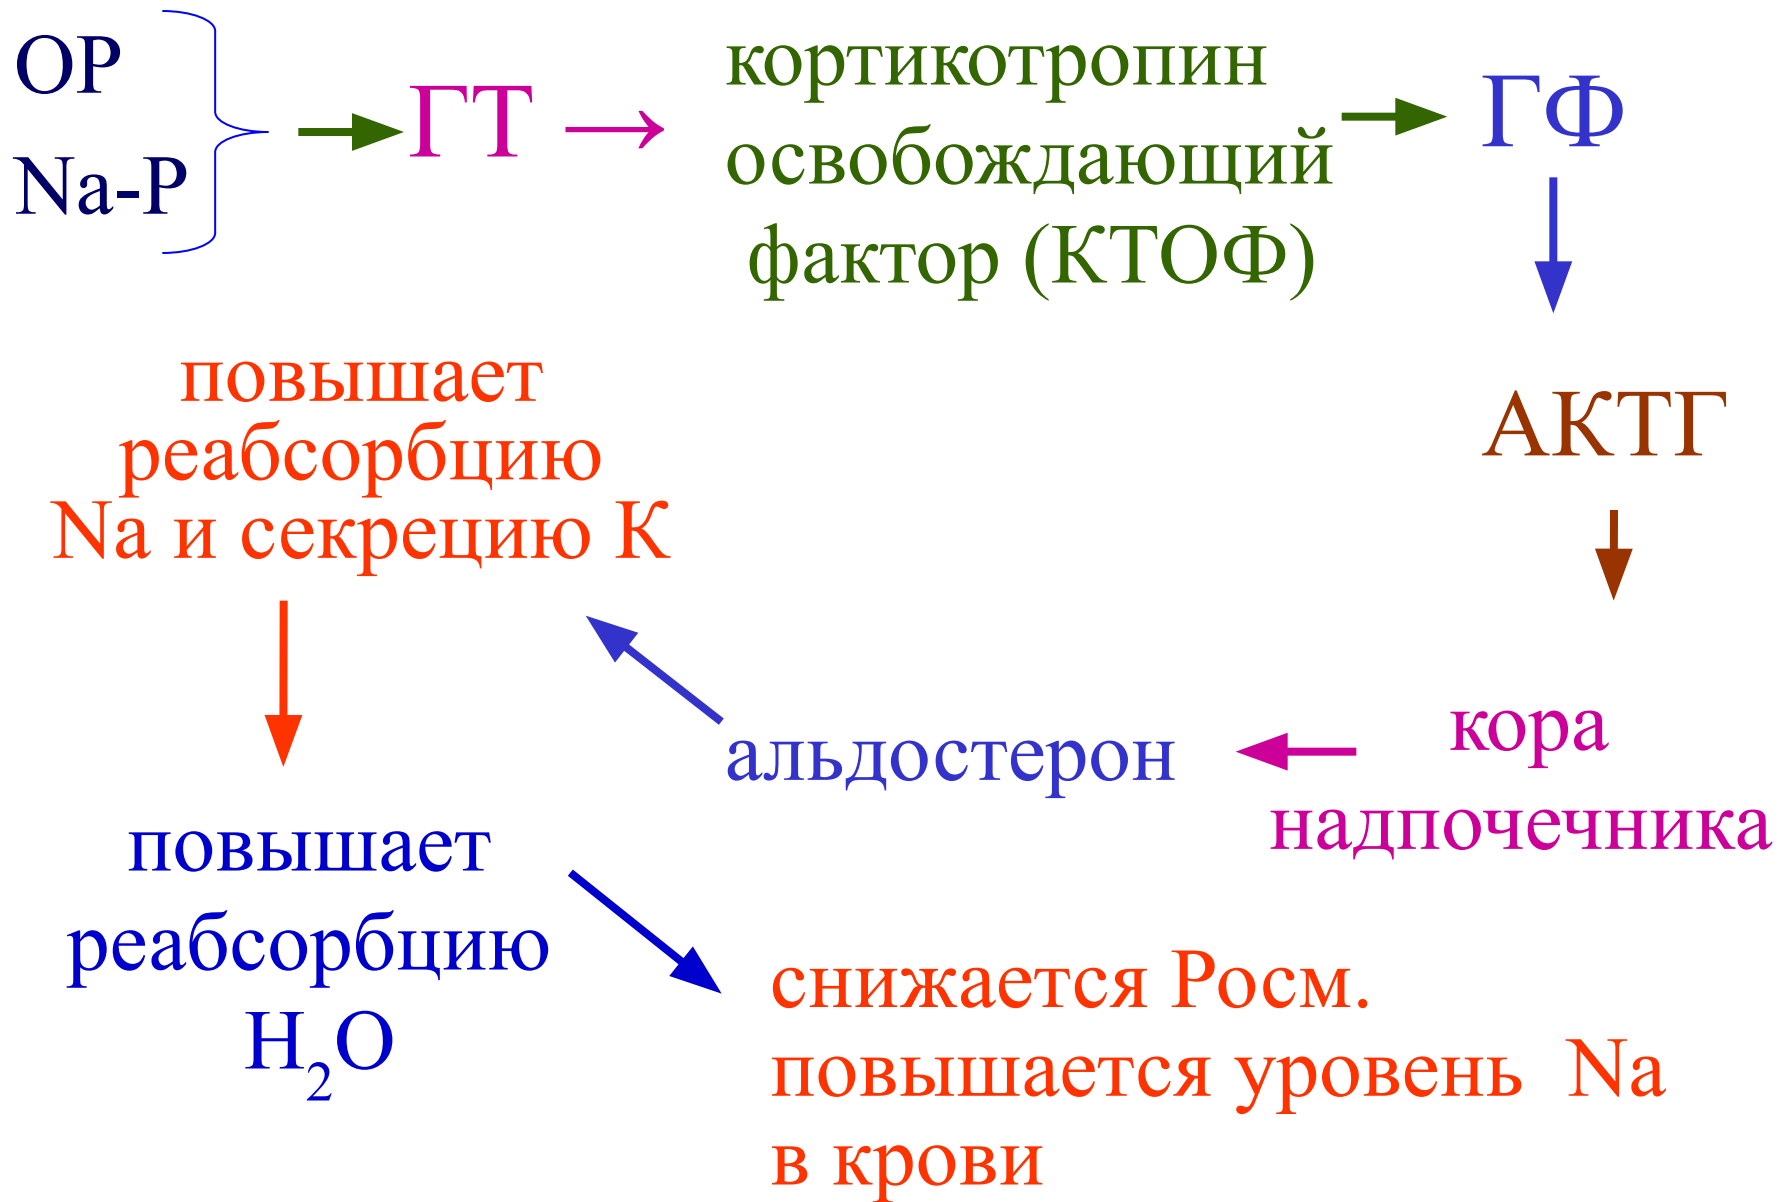 ОР
Na-Р
ГТ →
кортикотропин
освобождающий
фактор (КТОФ)
ГФ
АКТГ
кора
надпочечника
альдостерон
повышает
реабсорбцию
Na и секрецию К
повышает
реабсорбцию
H₂O
снижается Росм.
повышается уровень Na
в крови